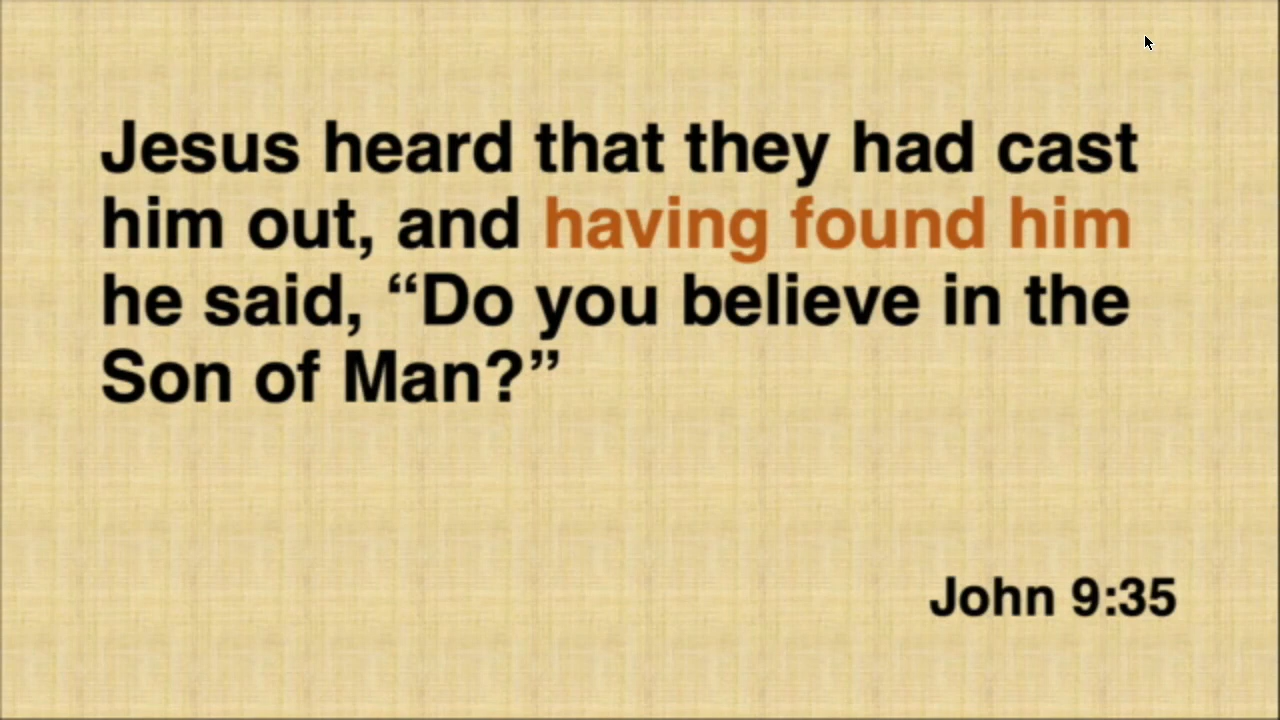 Jesus heard that they had cast
him out, and having found him
he said, “Do you believe in the
Son of Man?”
John 9:35